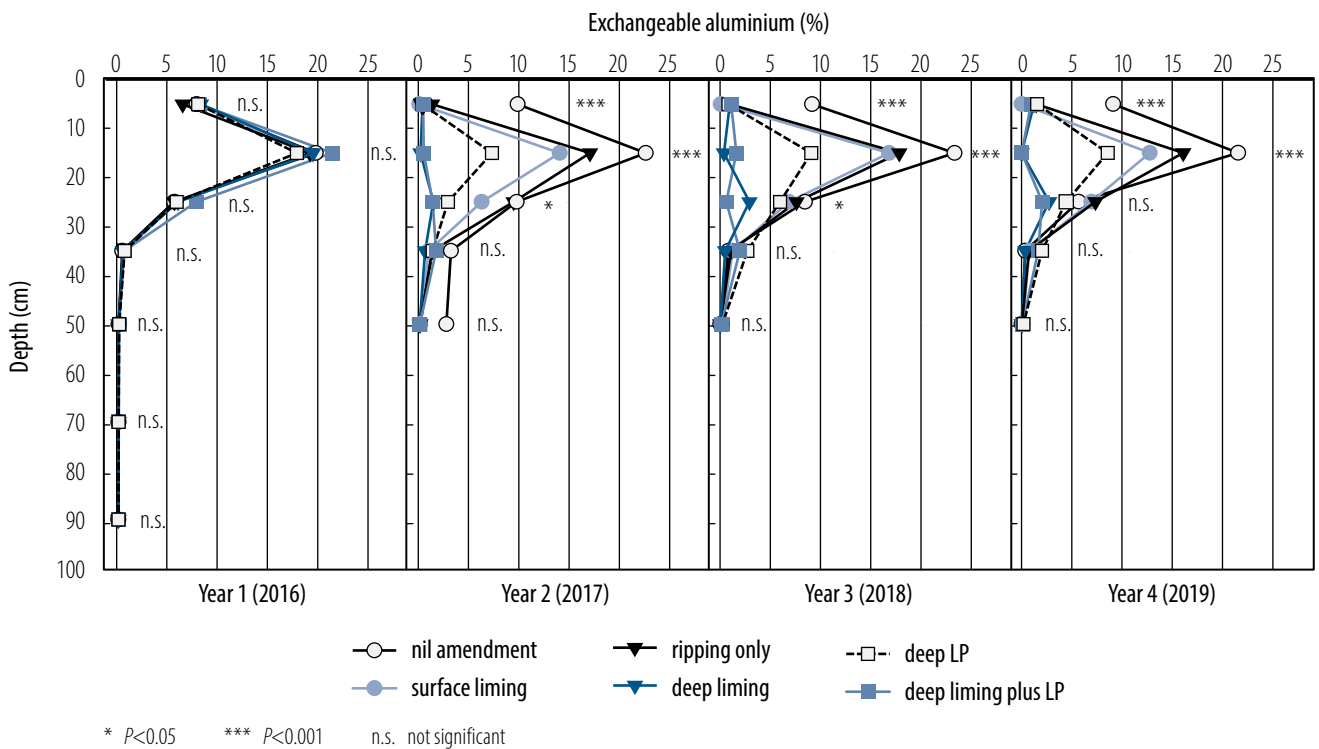 Exchangeable aluminium (%)
0 5 10 15 20 25 0 5 10 15 20 25 0 5 10 15 20 25 0 5 10 15 20 25
Depth (cm)
0
10
20
30
40
50
60
70
80
90
100
n.s.
n.s.
n.s.
n.s.
n.s.
n.s.
n.s.
***
***
*
n.s.
n.s.
***
***
*
n.s.
n.s.
***
***
n.s.
n.s.
n.s.
Year 1 (2016) Year 2 (2017) Year 3 (2018) Year 4 (2019)
nil amendment ripping only deep LP
surface liming deep liming deep liming plus LP
* P<0.05 *** P<0.001 n.s. not significant